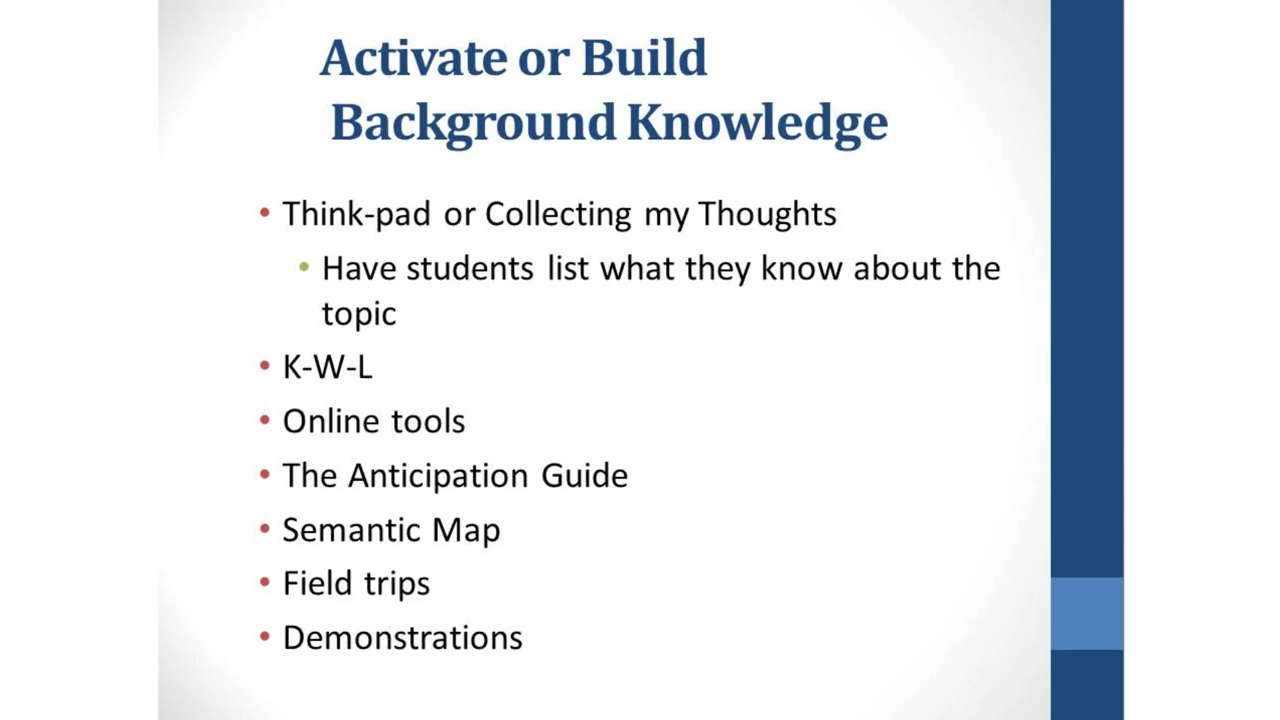 Activate or Build
Background Knowledge
• Think-pad or Collecting my Thoughts
• Have students list what they know about the
topic
• K-W-L
• Online tools
• The Anticipation Guide
• Semantic Map
• Field trips
• Demonstrations